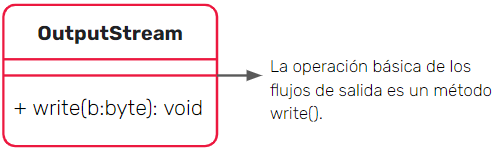 OutputStream
+ write(b:byte): void
La operación básica de los
flujos de salida es un método
write().